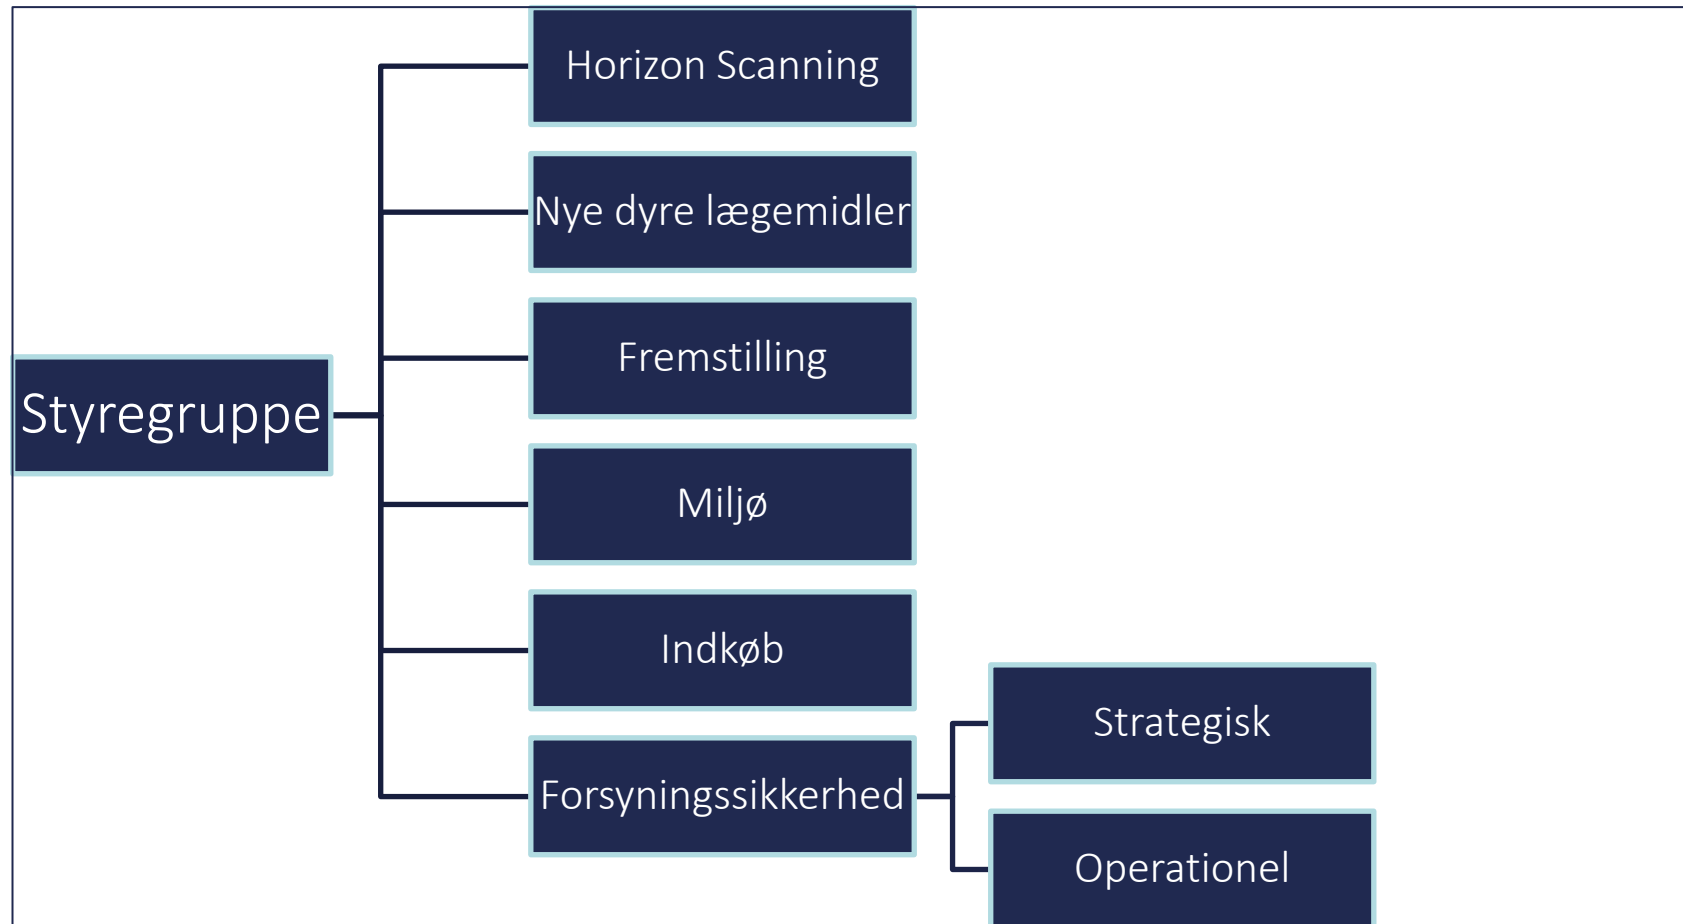 Horizon Scanning
Nye dyre lægemidler
Fremstilling
Styregruppe
Miljø
Indkøb
Strategisk
Forsyningssikkerhed
Operationel